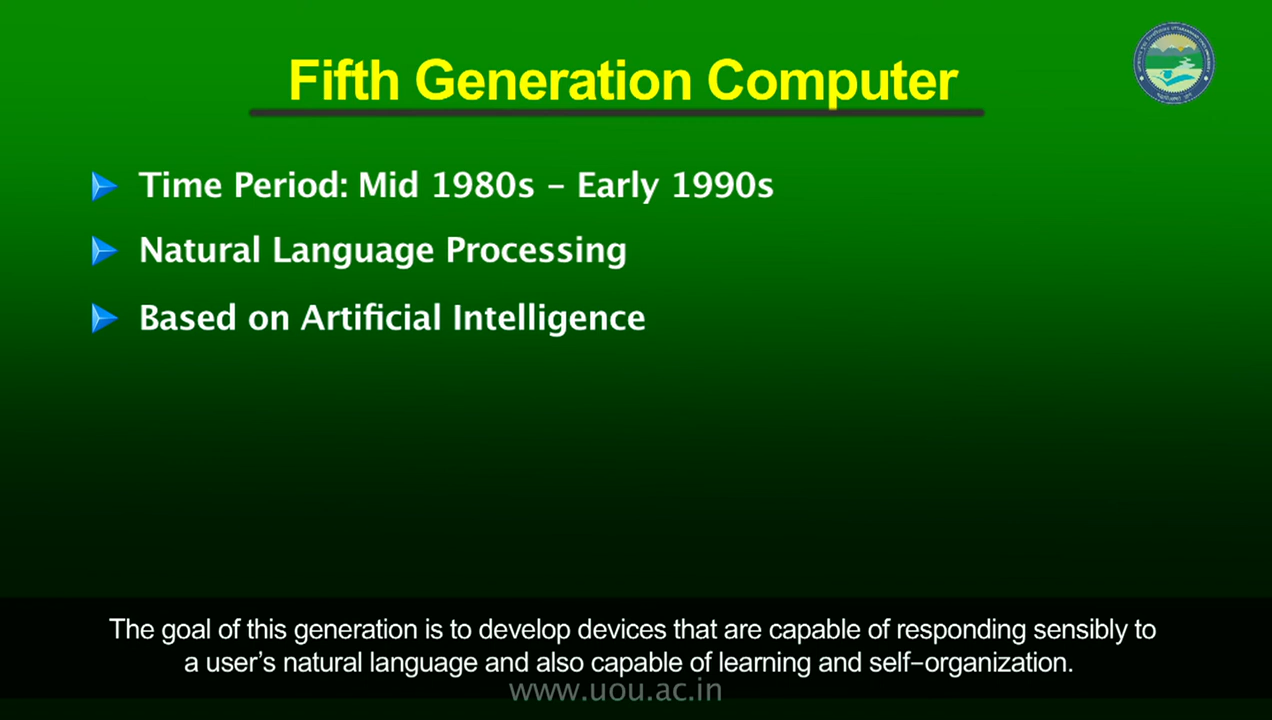 Fifth Generation Computer
Time Period: Mid 1980s – Early 1990s
Natural Language Processing
Based on Artificial Intelligence
The goal of this generation is to develop devices that are capable of responding sensibly to
a user's natural language and also capable of learning and self-organization.
www.uou.ac.in